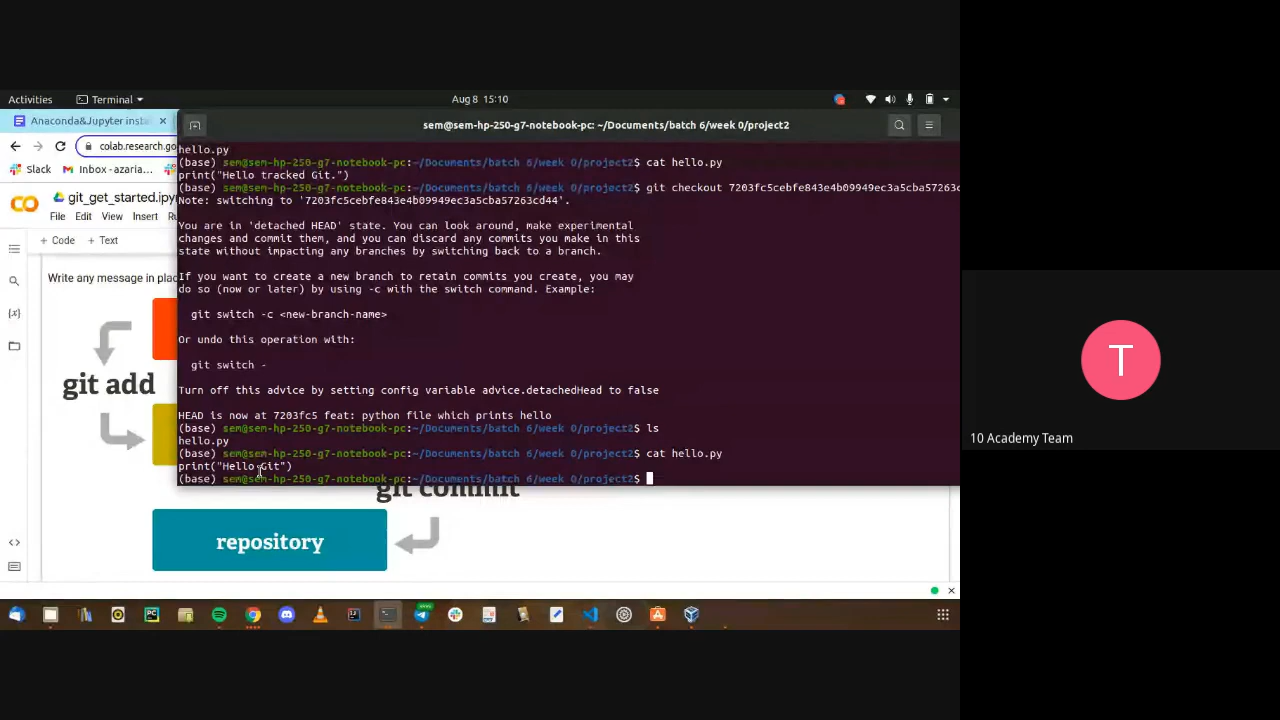 Activities
Terminal
Aug 8 15:10
Anaconda&Jupyter insta
colab.research.go
Slack
Inbox - azaria
git_get_started.ipyn
File Edit View Insert
+ Code + Text
Write any message in plac
git add
git commit
repository
sem@sem-hp-250-g7-notebook-pc: ~/Documents/batch 6/week 0/project2
hello.py
(base) sem@sem-hp-250-g7-notebook-pc:~/Documents/batch 6/week 0/project2$ cat hello.py
print("Hello tracked Git.")
(base) sem@sem-hp-250-g7-notebook-pc:~/Documents/batch 6/week 0/project2$ git checkout 7203fc5cebfe843e4b09949ec3a5cba57263c
Note: switching to '7203fc5cebfe843e4b09949ec3a5cba57263cd44'.
You are in 'detached HEAD' state. You can look around, make experimental
changes and commit them, and you can discard any commits you make in this
state without impacting any branches by switching back to a branch.
If you want to create a new branch to retain commits you create, you may
do so (now or later) by using -c with the switch command. Example:
git switch -c <new-branch-name>
Or undo this operation with:
git switch -
Turn off this advice by setting config variable advice.detachedHead to false
HEAD is now at 7203fc5 feat: python file which prints hello
(base) sem@sem-hp-250-g7-notebook-pc:~/Documents/batch 6/week 0/project2$ ls
hello.py
(base) sem@sem-hp-250-g7-notebook-pc:~/Documents/batch 6/week 0/project2$ cat hello.py
print("Hello Git")
(base) sem@sem-hp-250-g7-notebook-pc:~/Documents/batch 6/week 0/project2$
T
10 Academy Team